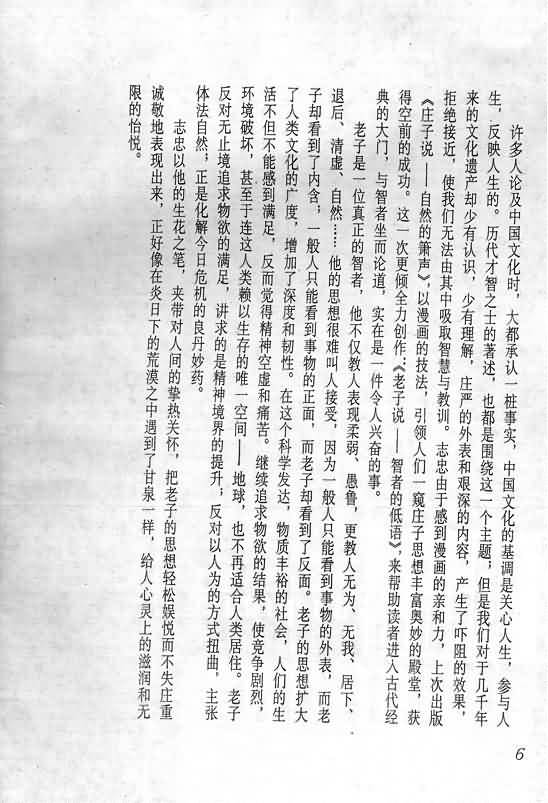 许多人论及中国文化时，大都承认一桩事实，中国文化的基调是关心人生，参与人
生，反映人生的。历代才智之士的著述，也都是围绕这一个主题，但是我们对于几千年
来的文化遗产却少有认识，少有理解，庄严的外表和艰深的内容，产生了吓阻的效果，
拒绝接近，使我们无法由其中吸取智慧与教训。志忠由于感到漫画的亲和力，上次出版
《庄子说——自然的箫声》，以漫画的技法，引领人们一窥庄子思想丰富奥妙的殿堂，获
得空前的成功。这一次更倾全力创作：《老子说——智者的低语》，来帮助读者进入古代经
典的大门，与智者坐而论道，实在是一件令人兴奋的事。
老子是一位真正的智者，他不仅教人表现柔弱、愚鲁，更教人无为、无我、居下、
退后、清虚、自然……他的思想很难叫人接受，因为一般人只能看到事物的外表，而老
子却看到了内含，一般人只能看到事物的正面，而老子却看到了反面。老子的思想扩大
了人类文化的广度，增加了深度和韧性。在这个科学发达，物质丰裕的社会，人们的生
活不但不能感到满足，反而觉得精神空虚和痛苦。继续追求物欲的结果，使竞争剧烈，
环境破坏，甚至于连这人类赖以生存的唯一空间——地球，也不再适合人类居住。老子
反对无止境追求物欲的满足，讲求的是精神境界的提升；反对以人为的方式扭曲，主张
体法自然；正是化解今日危机的良丹妙药。
志忠以他的生花之笔，夹带对人间的挚热关怀，把老子的思想轻松娱悦而不失庄重
诚敬地表现出来，正好像在炎日下的荒漠之中遇到了甘泉一样，给人心灵上的滋润和无
限的怡悦。
6